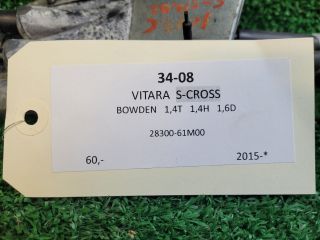 34-08
VITARA S-CROSS
BOWDEN 1,4T 1,4H 1,6D
28300-61M00
60,- 2015-*